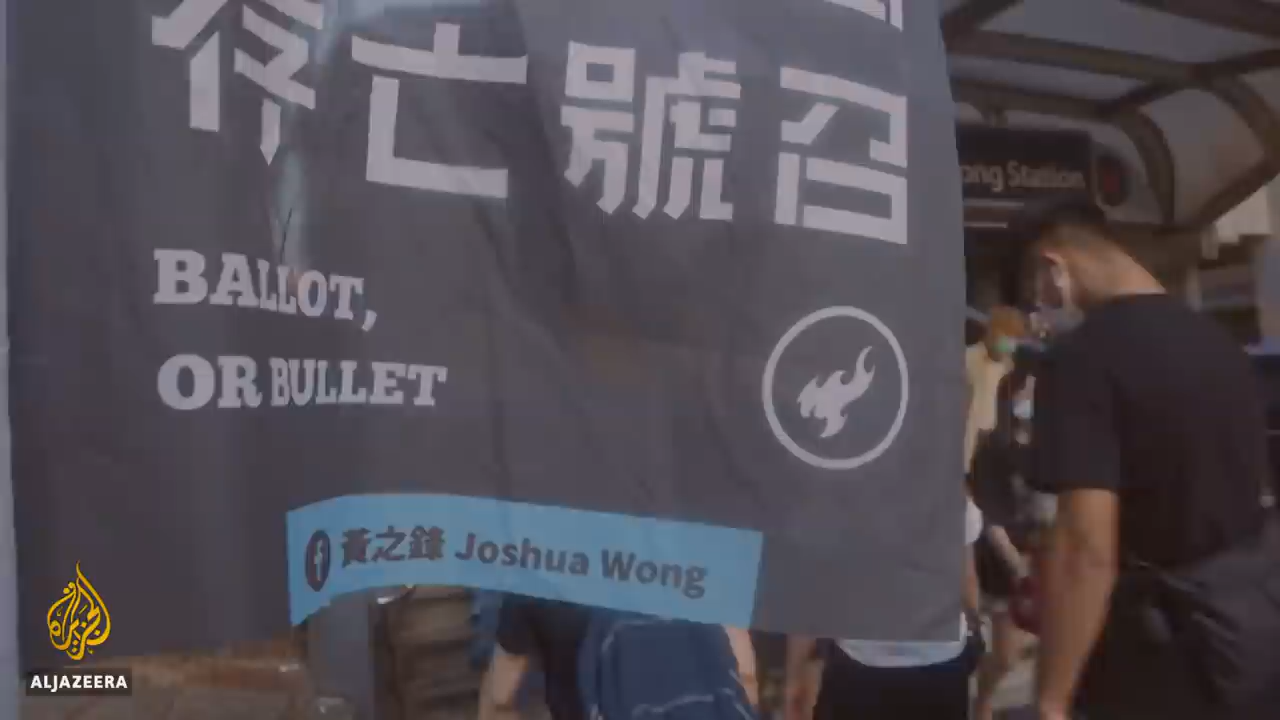 存亡號召
BALLOT,
OR BULLET
黃之鋒 Joshua Wong
ong Station
ALJAZEERA